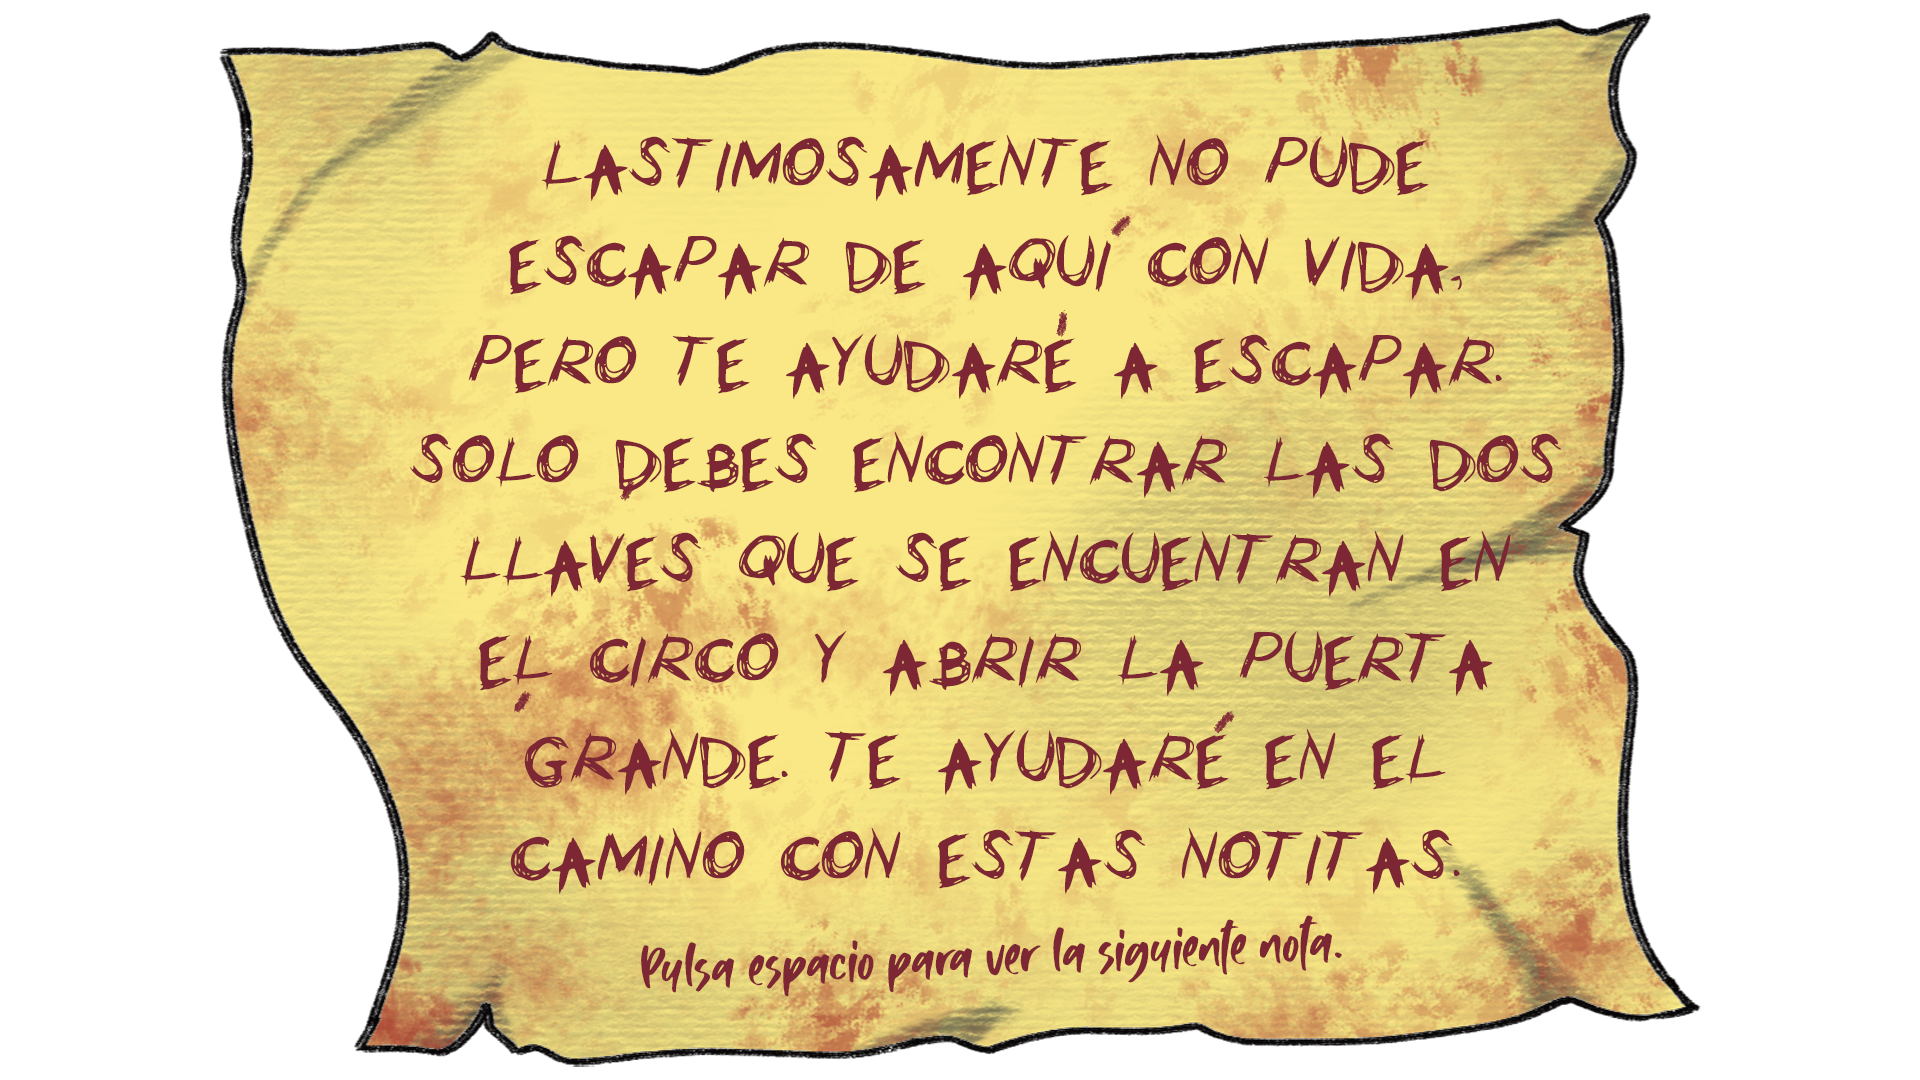 LASTIMOSAMENTE NO PUDE
ESCAPAR DE AQUÍ CON VIDA,
PERO TE AYUDARÉ A ESCAPAR.
SOLO DEBES ENCONTRAR LAS DOS
LLAVES QUE SE ENCUENTRAN EN
EL CIRCO Y ABRIR LA PUERTA
GRANDE. TE AYUDARÉ EN EL
CAMINO CON ESTAS NOTITAS.
Pulsa espacio para ver la siguiente nota.